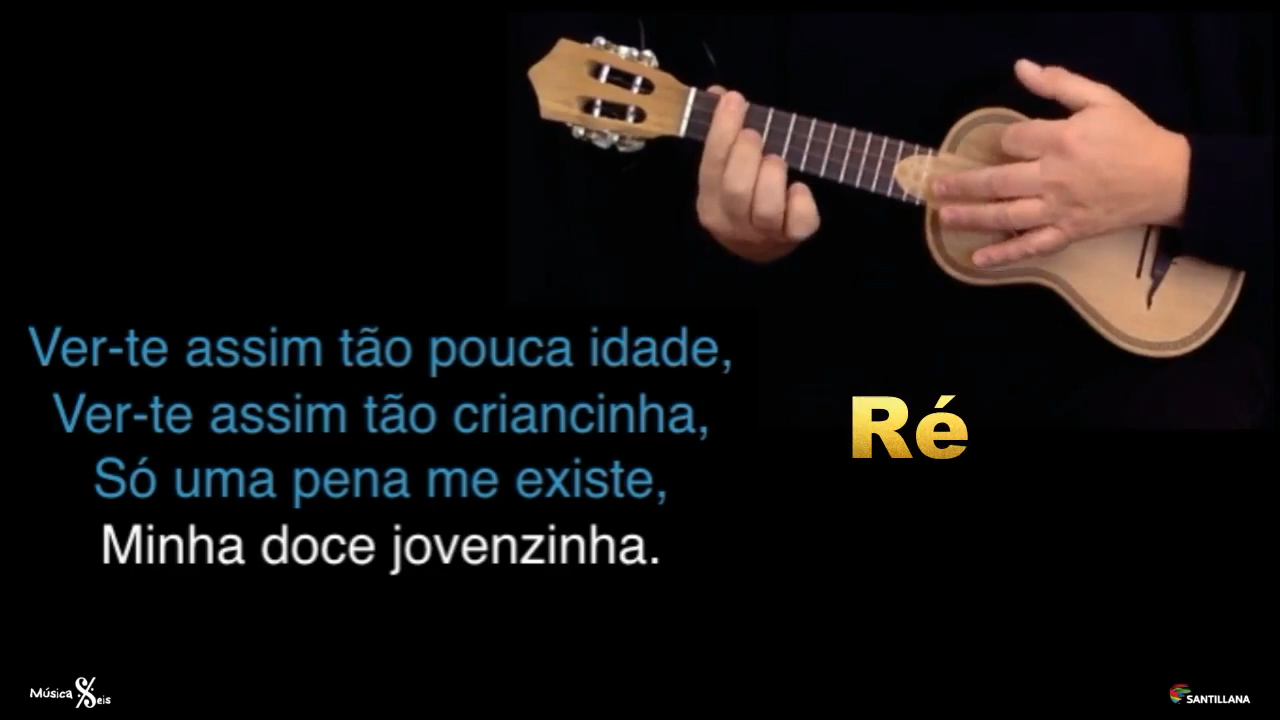 Ver-te assim tão pouca idade,
Ver-te assim tão criancinha,
Só uma pena me existe,
Minha doce jovenzinha.
Ré
Música Seis
SANTILLANA